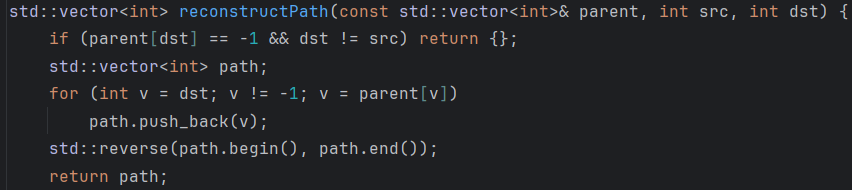 std::vector<int> reconstructPath(const std::vector<int>& parent, int src, int dst) {
    if (parent[dst] == -1 && dst != src) return {};
    std::vector<int> path;
    for (int v = dst; v != -1; v = parent[v])
        path.push_back(v);
    std::reverse(path.begin(), path.end());
    return path;